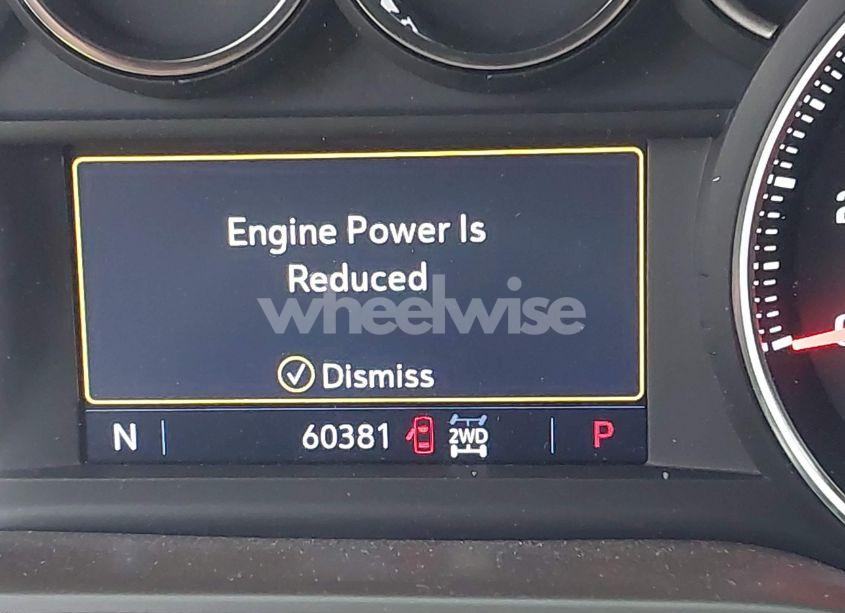 Engine Power Is
Reduced
wheelwise
Dismiss
N 60381 2WD P